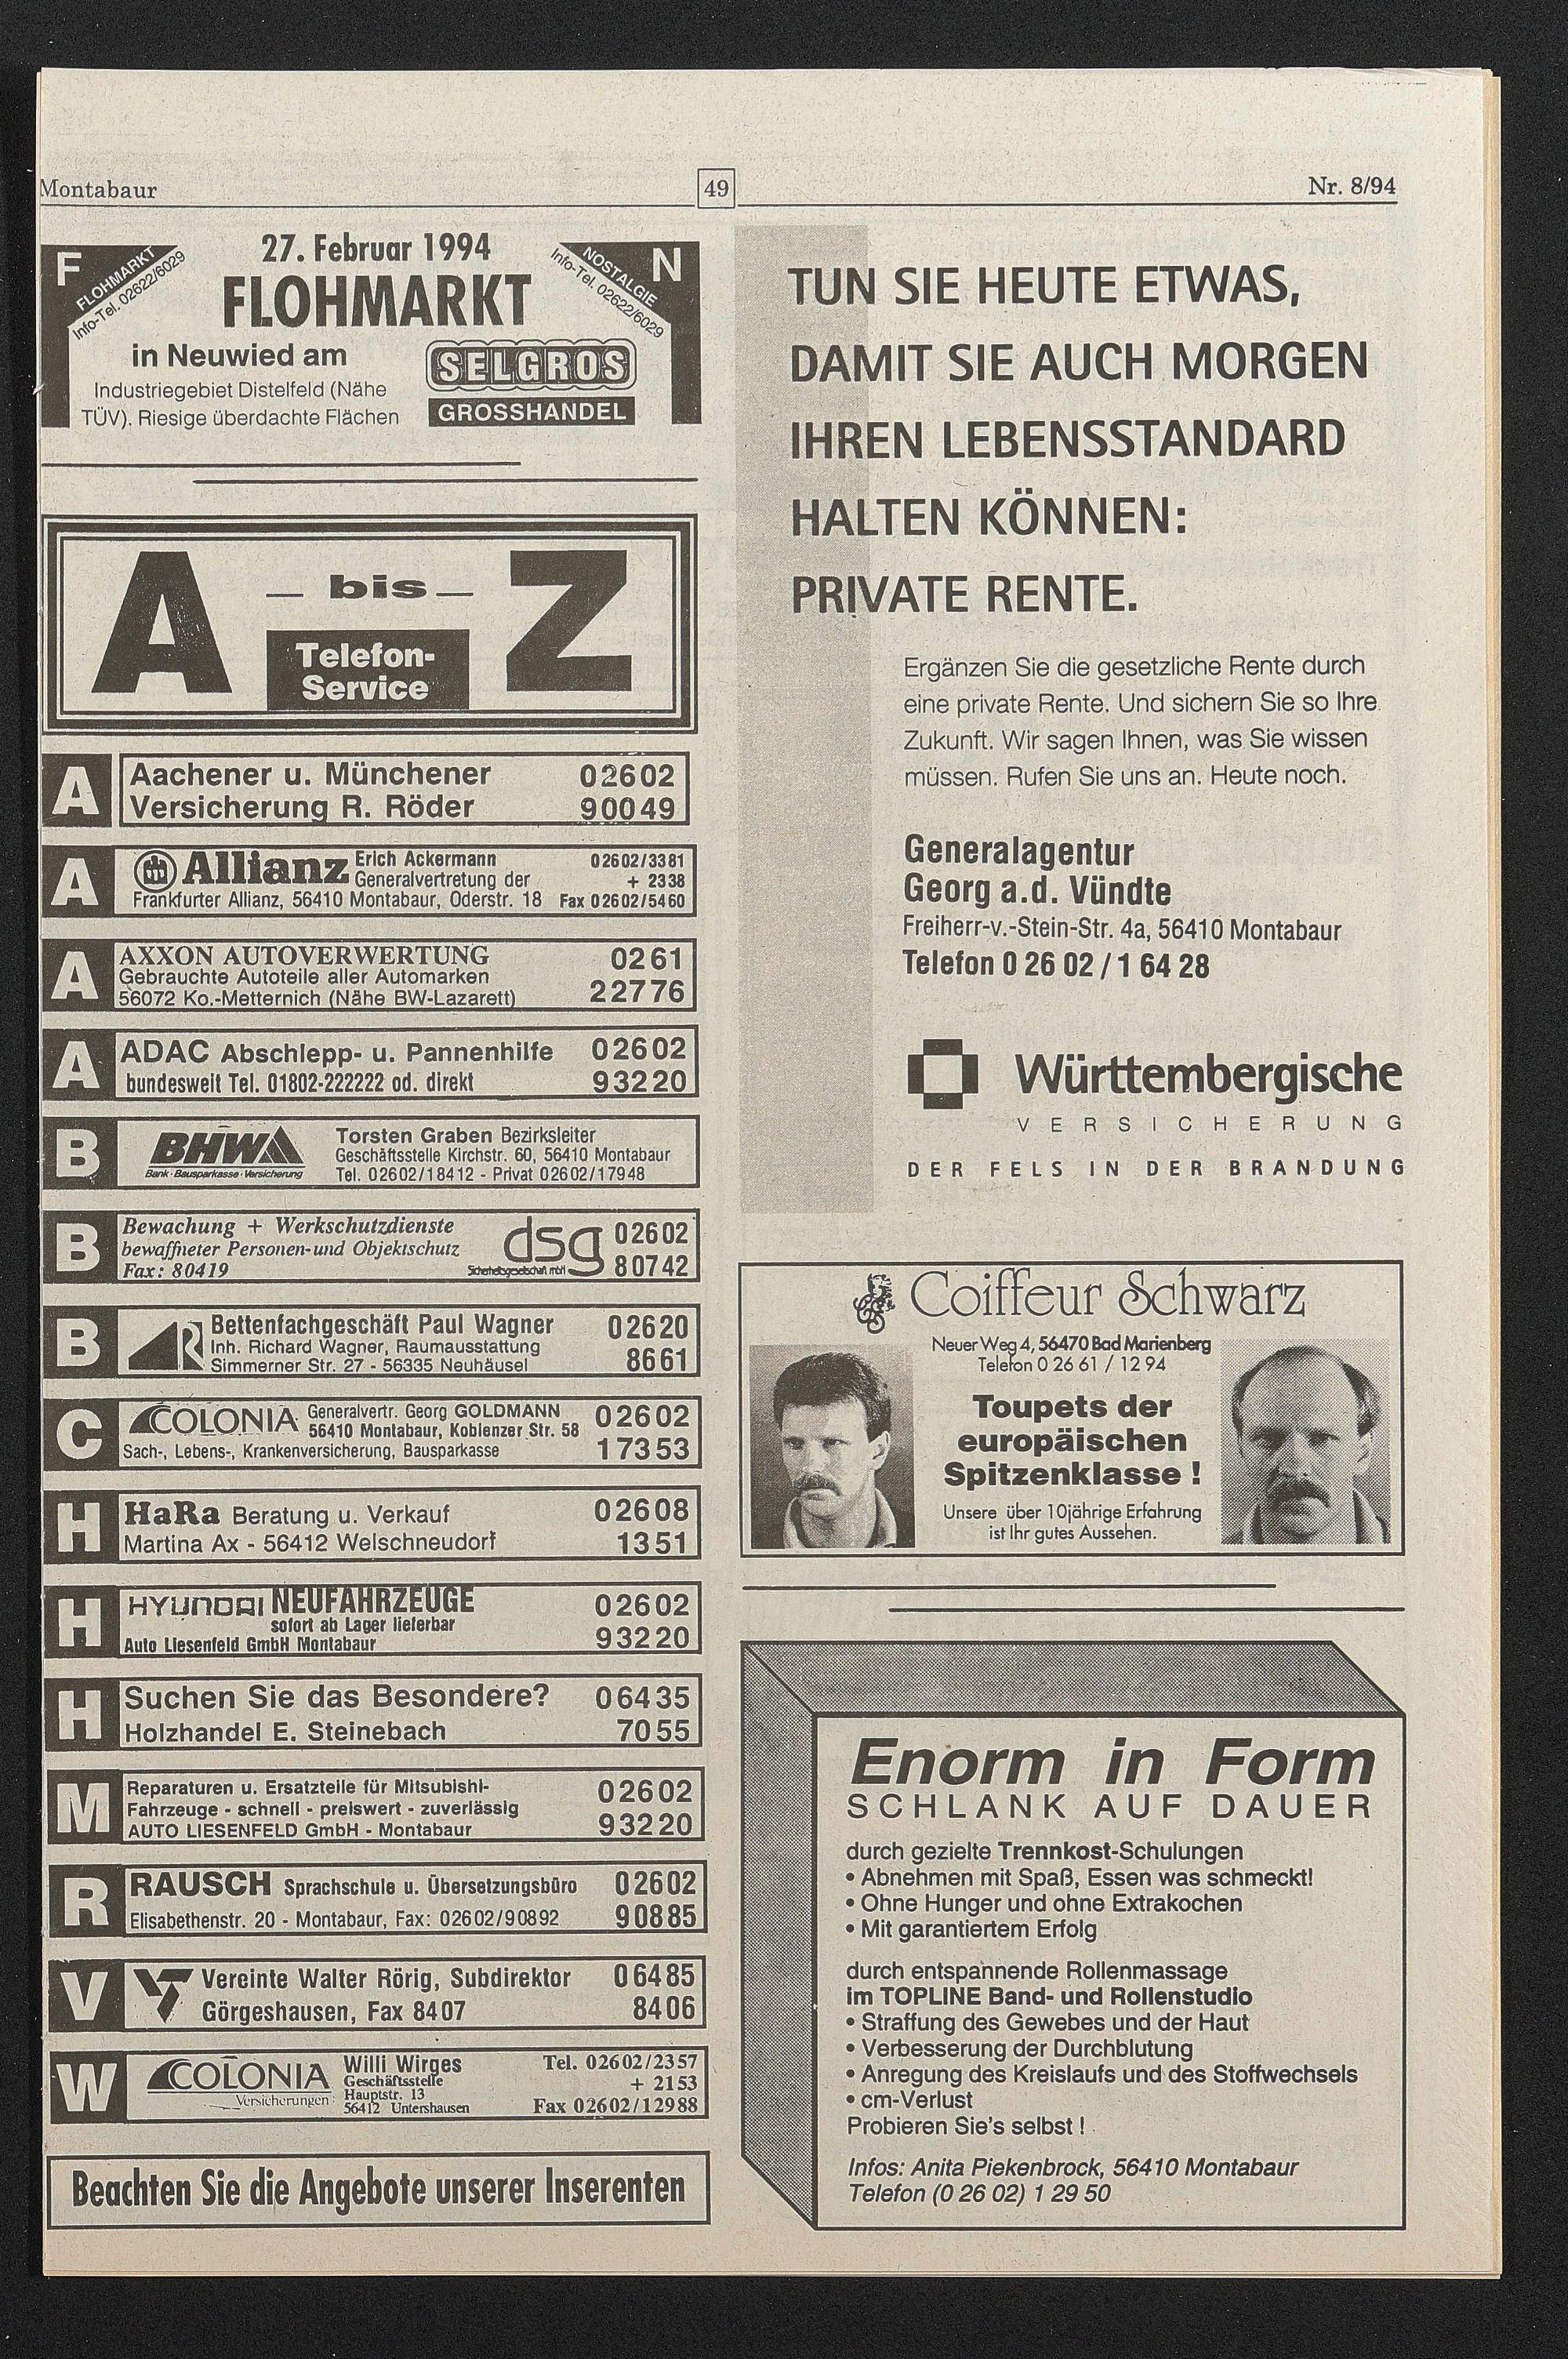 Montabaur
49
Nr. 8/94
F
FLOHMARKT
Info-Tel. 02622/6029
27. Februar 1994
FLOHMARKT
in Neuwied am
Industriegebiet Distelfeld (Nähe
TÜV). Riesige überdachte Flächen
SELGROS
GROSSHANDEL
N
NOSTALGIE
Info-Tel. 02622/6029
A bis Z
Telefon-
Service
A
Aachener u. Münchener 02602
Versicherung R. Röder 90049
A
Allianz Erich Ackermann 02602/3381
Generalvertretung der + 2338
Frankfurter Allianz, 56410 Montabaur, Oderstr. 18 Fax 02602/5460
A
AXXON AUTOVERWERTUNG 0261
Gebrauchte Autoteile aller Automarken
56072 Ko.-Metternich (Nähe BW-Lazarett) 22776
A
ADAC Abschlepp- u. Pannenhilfe 02602
bundesweit Tel. 01802-222222 od. direkt 93220
B
BHW
Bank · Bausparkasse · Versicherung
Torsten Graben Bezirksleiter
Geschäftsstelle Kirchstr. 60, 56410 Montabaur
Tel. 02602/18412 - Privat 02602/17948
B
Bewachung + Werkschutzdienste
bewaffneter Personen- und Objektschutz
Fax: 80419
dsg
Sicherheitsgesellschaft mbH
02602
80742
B
Bettenfachgeschäft Paul Wagner 02620
Inh. Richard Wagner, Raumausstattung
Simmerner Str. 27 - 56335 Neuhäusel 8661
C
COLONIA Generalvertr. Georg GOLDMANN 02602
56410 Montabaur, Koblenzer Str. 58
Sach-, Lebens-, Krankenversicherung, Bausparkasse 17353
H
HaRa Beratung u. Verkauf 02608
Martina Ax - 56412 Welschneudorf 1351
H
HYUNDAI NEUFAHRZEUGE 02602
sofort ab Lager lieferbar
Auto Liesenfeld GmbH Montabaur 93220
H
Suchen Sie das Besondere? 06435
Holzhandel E. Steinebach 7055
M
Reparaturen u. Ersatzteile für Mitsubishi- 02602
Fahrzeuge - schnell - preiswert - zuverlässig
AUTO LIESENFELD GmbH - Montabaur 93220
R
RAUSCH Sprachschule u. Übersetzungsbüro 02602
Elisabethenstr. 20 - Montabaur, Fax: 02602/90892 90885
V
Vereinte Walter Rörig, Subdirektor 06485
Görgeshausen, Fax 8407 8406
W
COLONIA
Versicherungen
Willi Wirges Tel. 02602/2357
Geschäftsstelle + 2153
Hauptstr. 13
56412 Untershausen Fax 02602/12988
Beachten Sie die Angebote unserer Inserenten
TUN SIE HEUTE ETWAS,
DAMIT SIE AUCH MORGEN
IHREN LEBENSSTANDARD
HALTEN KÖNNEN:
PRIVATE RENTE.
Ergänzen Sie die gesetzliche Rente durch
eine private Rente. Und sichern Sie so Ihre
Zukunft. Wir sagen Ihnen, was Sie wissen
müssen. Rufen Sie uns an. Heute noch.
Generalagentur
Georg a.d. Vündte
Freiherr-v.-Stein-Str. 4a, 56410 Montabaur
Telefon 0 26 02 / 1 64 28
Württembergische
VERSICHERUNG
DER FELS IN DER BRANDUNG
Coiffeur Schwarz
Neuer Weg 4, 56470 Bad Marienberg
Telefon 0 26 61 / 12 94
Toupets der
europäischen
Spitzenklasse !
Unsere über 10jährige Erfahrung
ist Ihr gutes Aussehen.
Enorm in Form
SCHLANK AUF DAUER
durch gezielte Trennkost-Schulungen
• Abnehmen mit Spaß, Essen was schmeckt!
• Ohne Hunger und ohne Extrakochen
• Mit garantiertem Erfolg
durch entspannende Rollenmassage
im TOPLINE Band- und Rollenstudio
• Straffung des Gewebes und der Haut
• Verbesserung der Durchblutung
• Anregung des Kreislaufs und des Stoffwechsels
• cm-Verlust
Probieren Sie's selbst !
Infos: Anita Piekenbrock, 56410 Montabaur
Telefon (0 26 02) 1 29 50